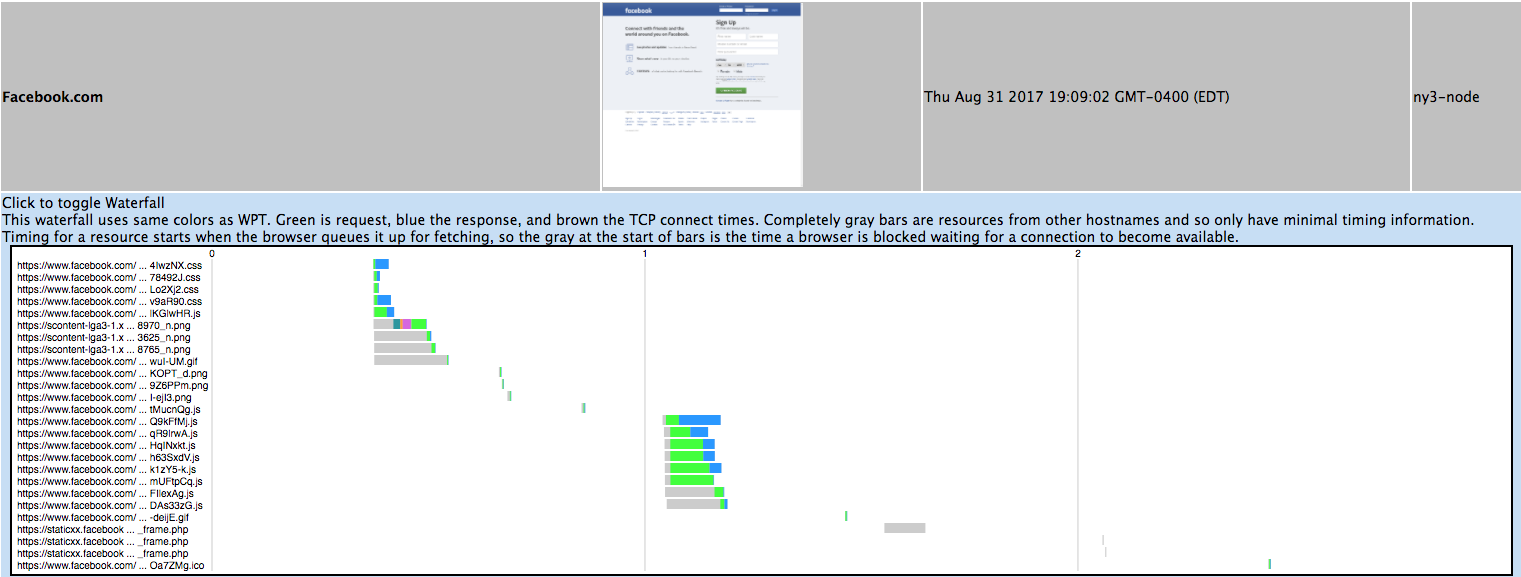 Facebook.com
facebook
Connect with friends and the
world around you on Facebook.
Sign Up
Thu Aug 31 2017 19:09:02 GMT-0400 (EDT)
ny3-node
Click to toggle Waterfall
This waterfall uses same colors as WPT. Green is request, blue the response, and brown the TCP connect times. Completely gray bars are resources from other hostnames and so only have minimal timing information.
Timing for a resource starts when the browser queues it up for fetching, so the gray at the start of bars is the time a browser is blocked waiting for a connection to become available.
0 1 2
https://www.facebook.com/ ... 4IwzNX.css
https://www.facebook.com/ ... 78492J.css
https://www.facebook.com/ ... Lo2Xj2.css
https://www.facebook.com/ ... v9aR90.css
https://www.facebook.com/ ... lKGlwHR.js
https://scontent-lga3-1.x ... 8970_n.png
https://scontent-lga3-1.x ... 3625_n.png
https://scontent-lga3-1.x ... 8765_n.png
https://www.facebook.com/ ... wuI-UM.gif
https://www.facebook.com/ ... KOPT_d.png
https://www.facebook.com/ ... 9Z6PPm.png
https://www.facebook.com/ ... I-ejI3.png
https://www.facebook.com/ ... tMucnQg.js
https://www.facebook.com/ ... Q9kFfMj.js
https://www.facebook.com/ ... qR9IrwA.js
https://www.facebook.com/ ... HqINxkt.js
https://www.facebook.com/ ... h63SxdV.js
https://www.facebook.com/ ... k1zY5-k.js
https://www.facebook.com/ ... mUFtpCq.js
https://www.facebook.com/ ... FIlexAg.js
https://www.facebook.com/ ... DAs33zG.js
https://www.facebook.com/ ... -deijE.gif
https://staticxx.facebook ... _frame.php
https://staticxx.facebook ... _frame.php
https://staticxx.facebook ... _frame.php
https://www.facebook.com/ ... Oa7ZMg.ico